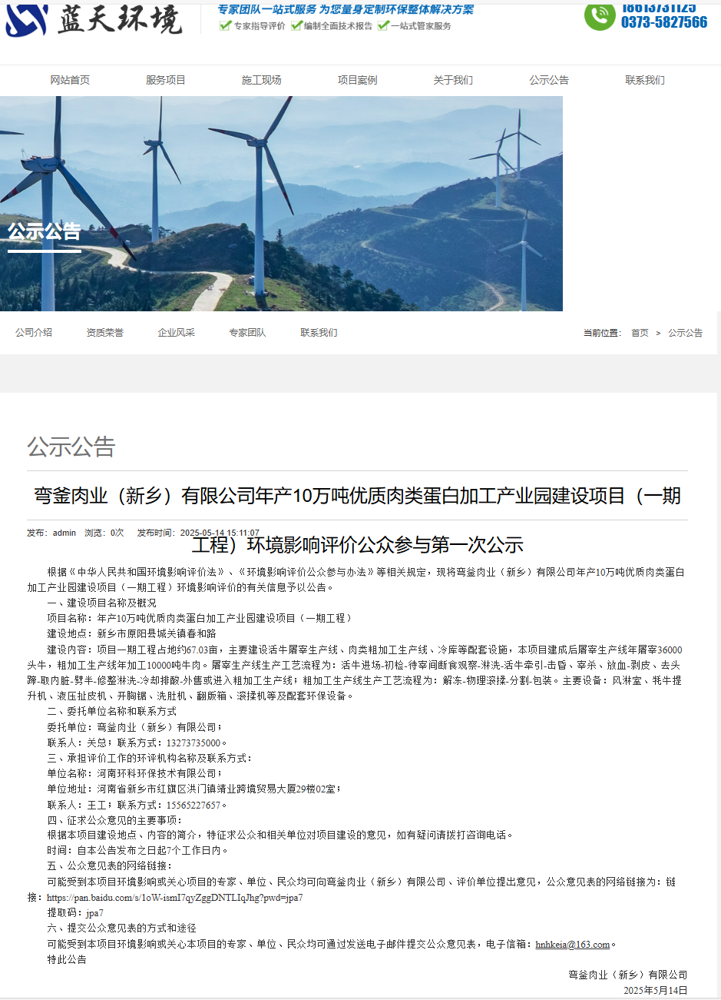 蓝天环境
专家团队一站式服务 为您量身定制环保整体解决方案
专家指导评价 编制全面技术报告 一站式管家服务
18613731125
0373-5827566
网站首页 服务项目 施工现场 项目案例 关于我们 公示公告 联系我们
公示公告
公司介绍 资质荣誉 企业风采 专家团队 联系我们 当前位置： 首页 > 公示公告
公示公告
弯釜肉业（新乡）有限公司年产10万吨优质肉类蛋白加工产业园建设项目（一期
发布：admin 浏览：0次 发布时间：2025-05-14 15:11:07
工程）环境影响评价公众参与第一次公示
根据《中华人民共和国环境影响评价法》、《环境影响评价公众参与办法》等相关规定，现将弯釜肉业（新乡）有限公司年产10万吨优质肉类蛋白
加工产业园建设项目（一期工程）环境影响评价的有关信息予以公告。
一、建设项目名称及概况
项目名称：年产10万吨优质肉类蛋白加工产业园建设项目（一期工程）
建设地点：新乡市原阳县城关镇春和路
建设内容：项目一期工程占地约67.03亩，主要建设活牛屠宰生产线、肉类粗加工生产线、冷库等配套设施，本项目建成后屠宰生产线年屠宰36000
头牛，粗加工生产线年加工10000吨牛肉。屠宰生产线生产工艺流程为：活牛进场-初检-待宰间断食观察-淋洗-活牛牵引-击昏、宰杀、放血-剥皮、去头
蹄-取内脏-劈半-修整淋洗-冷却排酸-外售或进入粗加工生产线；粗加工生产线生产工艺流程为：解冻-物理滚揉-分割-包装。主要设备：风淋室、牦牛提
升机、液压扯皮机、开胸锯、洗肚机、翻版箱、滚揉机等及配套环保设备。
二、委托单位名称和联系方式
委托单位：弯釜肉业（新乡）有限公司；
联系人：关总；联系方式：13273735000。
三、承担评价工作的环评机构名称及联系方式：
单位名称：河南环科环保技术有限公司；
单位地址：河南省新乡市红旗区洪门镇靖业跨境贸易大厦29楼02室；
联系人：王工；联系方式：15565227657。
四、征求公众意见的主要事项：
根据本项目建设地点、内容的简介，特征求公众和相关单位对项目建设的意见，如有疑问请拨打咨询电话。
时间：自本公告发布之日起7个工作日内。
五、公众意见表的网络链接：
可能受到本项目环境影响或关心项目的专家、单位、民众均可向弯釜肉业（新乡）有限公司、评价单位提出意见，公众意见表的网络链接为：链
接：https://pan.baidu.com/s/1oW-ismI7qyZggDNTLIqJhg?pwd=jpa7
提取码：jpa7
六、提交公众意见表的方式和途径
可能受到本项目环境影响或关心本项目的专家、单位、民众均可通过发送电子邮件提交公众意见表，电子信箱：hnhkeia@163.com。
特此公告
弯釜肉业（新乡）有限公司
2025年5月14日